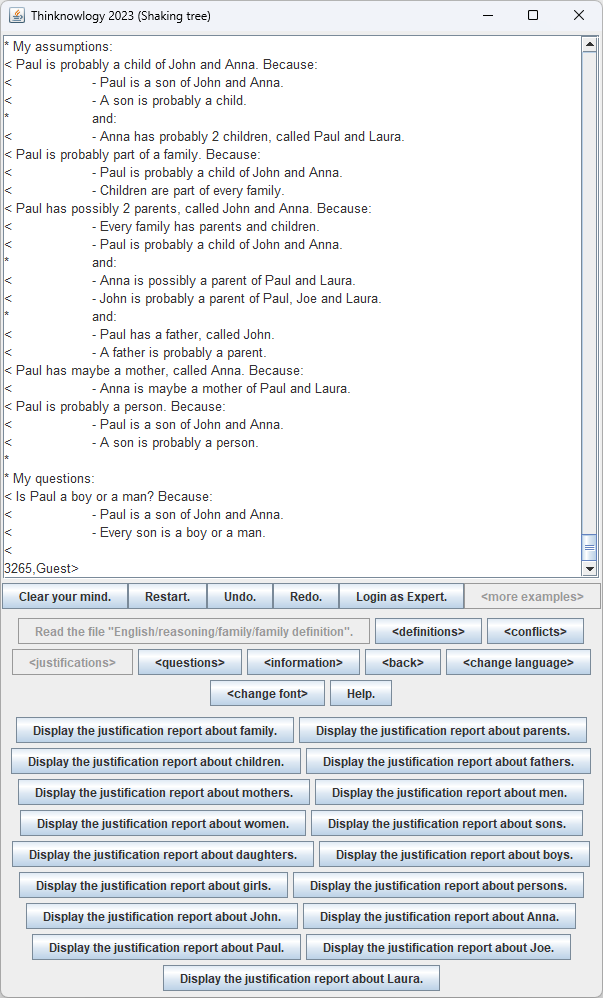 Thinknowlogy 2023 (Shaking tree)
* My assumptions:
< Paul is probably a child of John and Anna. Because:
< - Paul is a son of John and Anna.
< - A son is probably a child.
* and:
< - Anna has probably 2 children, called Paul and Laura.
< Paul is probably part of a family. Because:
< - Paul is probably a child of John and Anna.
< - Children are part of every family.
< Paul has possibly 2 parents, called John and Anna. Because:
< - Every family has parents and children.
< - Paul is probably a child of John and Anna.
* and:
< - Anna is possibly a parent of Paul and Laura.
< - John is probably a parent of Paul, Joe and Laura.
* and:
< - Paul has a father, called John.
< - A father is probably a parent.
< Paul has maybe a mother, called Anna. Because:
< - Anna is maybe a mother of Paul and Laura.
< Paul is probably a person. Because:
< - Paul is a son of John and Anna.
< - A son is probably a person.
*
* My questions:
< Is Paul a boy or a man? Because:
< - Paul is a son of John and Anna.
< - Every son is a boy or a man.
<
3265,Guest>
Clear your mind. Restart. Undo. Redo. Login as Expert. <more examples>
Read the file "English/reasoning/family/family definition". <definitions> <conflicts>
<justifications> <questions> <information> <back> <change language>
<change font> Help.
Display the justification report about family. Display the justification report about parents.
Display the justification report about children. Display the justification report about fathers.
Display the justification report about mothers. Display the justification report about men.
Display the justification report about women. Display the justification report about sons.
Display the justification report about daughters. Display the justification report about boys.
Display the justification report about girls. Display the justification report about persons.
Display the justification report about John. Display the justification report about Anna.
Display the justification report about Paul. Display the justification report about Joe.
Display the justification report about Laura.